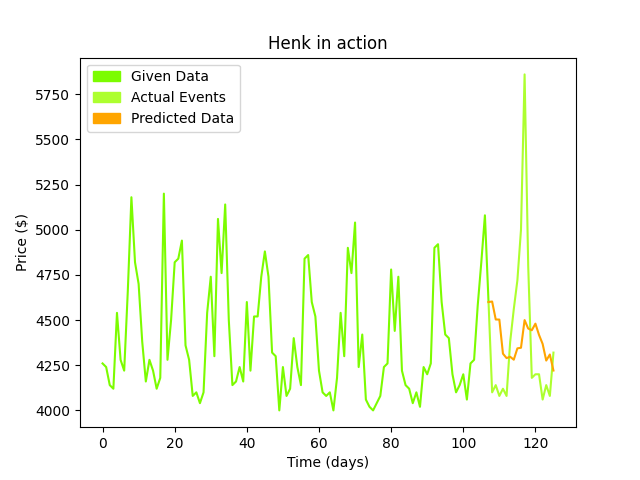 Henk in action
Given Data
Actual Events
Predicted Data
Price ($)
5750
5500
5250
5000
4750
4500
4250
4000
0 20 40 60 80 100 120
Time (days)